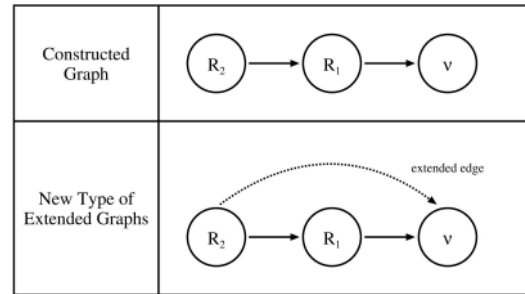 Constructed
Graph
R2 R1 ν
extended edge
New Type of
Extended Graphs
R2 R1 ν